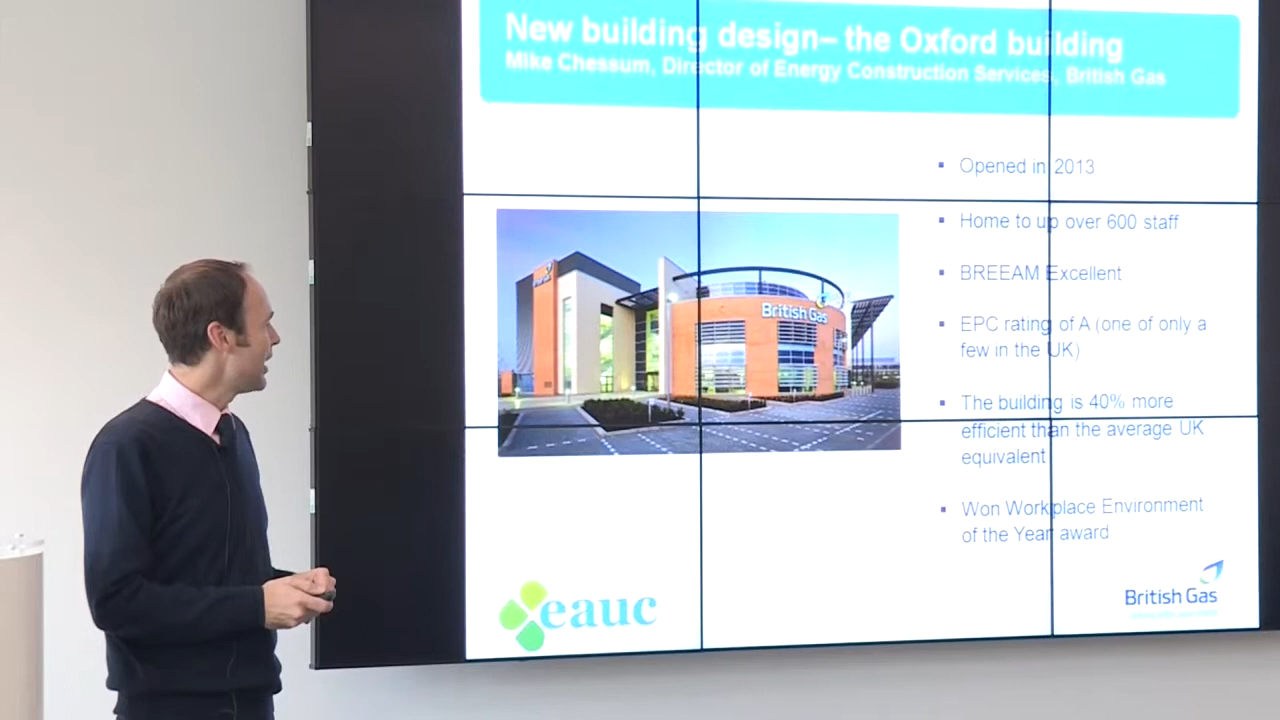 New building design– the Oxford building
Mike Chessum, Director of Energy Construction Services, British Gas
▪ Opened in 2013
▪ Home to up over 600 staff
▪ BREEAM Excellent
▪ EPC rating of A (one of only a
few in the UK)
▪ The building is 40% more
efficient than the average UK
equivalent
▪ Won Workplace Environment
of the Year award
British Gas
eauc
British Gas